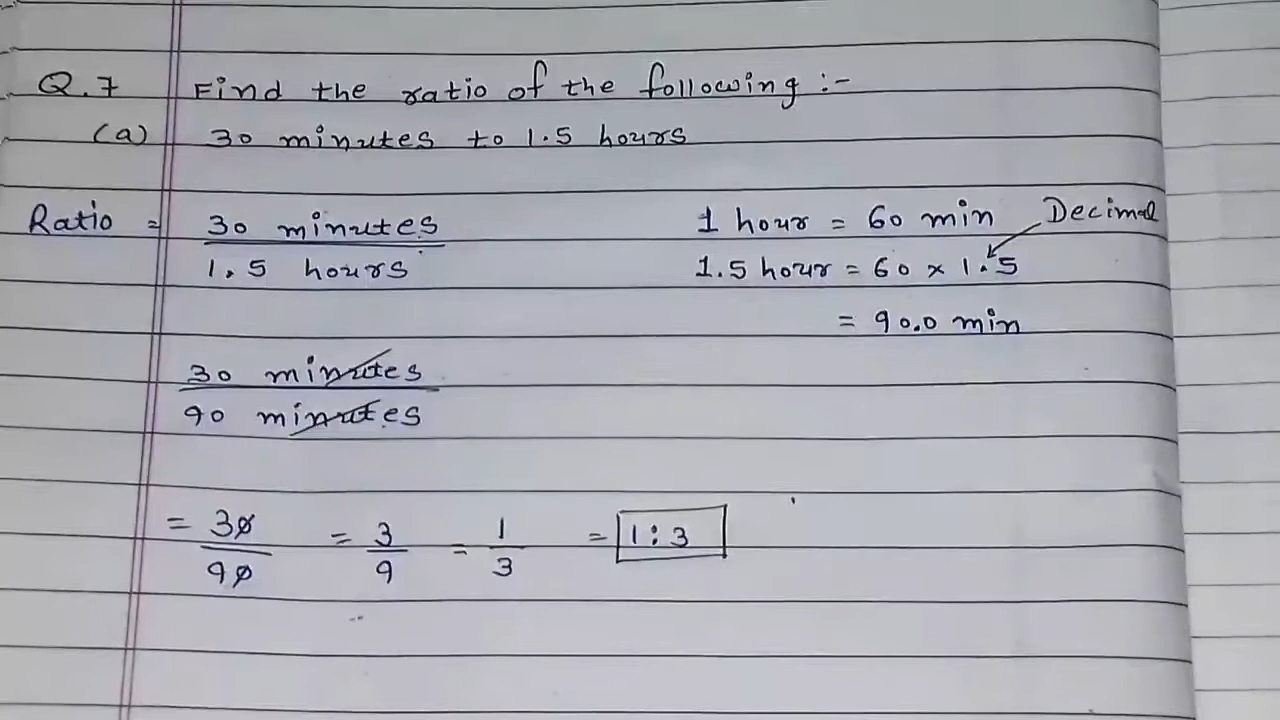 Q.7 Find the ratio of the following :-
(a) 30 minutes to 1.5 hours
Ratio = 30 minutes
1.5 hours
1 hour = 60 min
Decimal
1.5 hour = 60 × 1.5
= 90.0 min
30 minutes
90 minutes
= 30/90 = 3/9 = 1/3 = 1:3